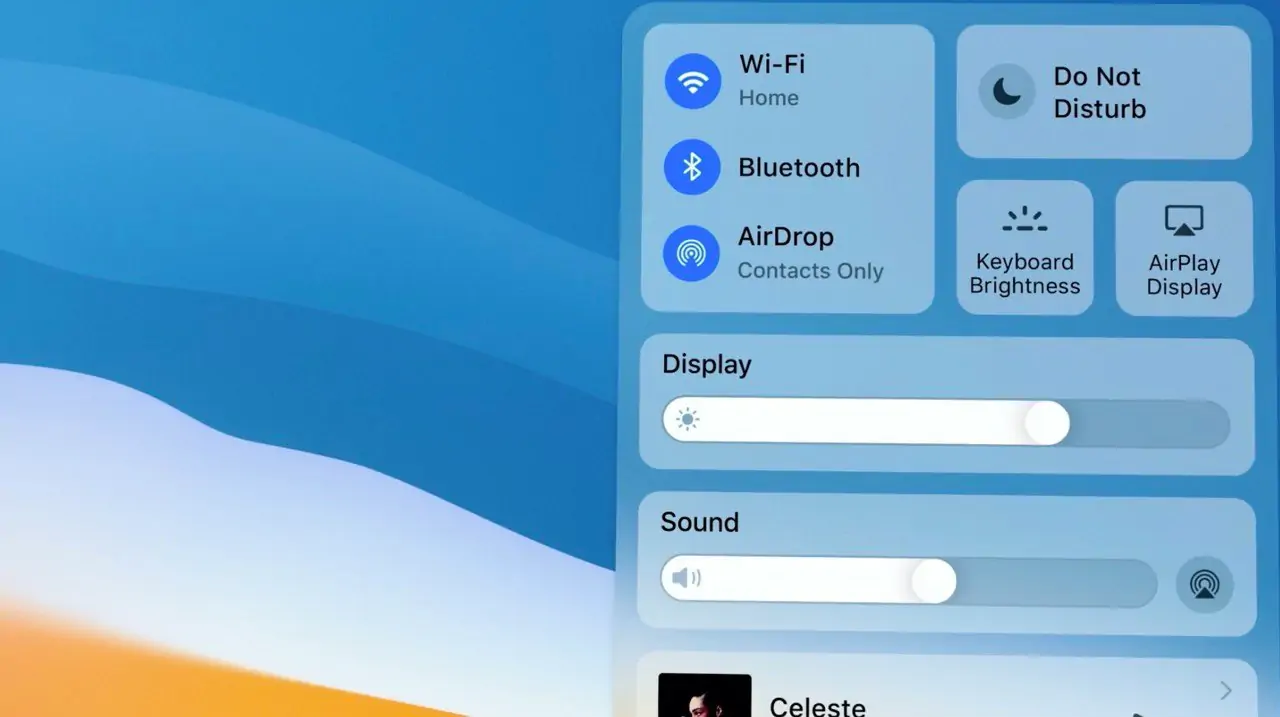 Wi-Fi
Home
Bluetooth
AirDrop
Contacts Only
Do Not
Disturb
Keyboard
Brightness
AirPlay
Display
Display
Sound
Celeste